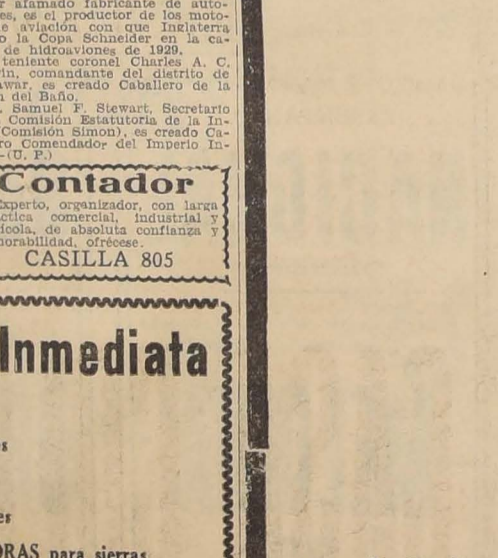 r afamado fabricante de auto-
es, es el productor de los moto-
e aviación con que Inglaterra
o la Copa Schneider en la ca-
de hidroaviones de 1929.
teniente coronel Charles A. C.
in, comandante del distrito de
awar, es creado Caballero de la
n del Baño.
. Samuel F. Stewart, Secretario
Comisión Estatutoria de la In-
(Comisión Simon), es creado Ca-
ro Comendador del Imperio In-
-(U. P.)
Contador
Experto, organizador, con larga
ctica comercial, industrial y
ícola, de absoluta confianza y
norabilidad, ofrécese.
CASILLA 805
Inmediata
s
es
ORAS para sierras